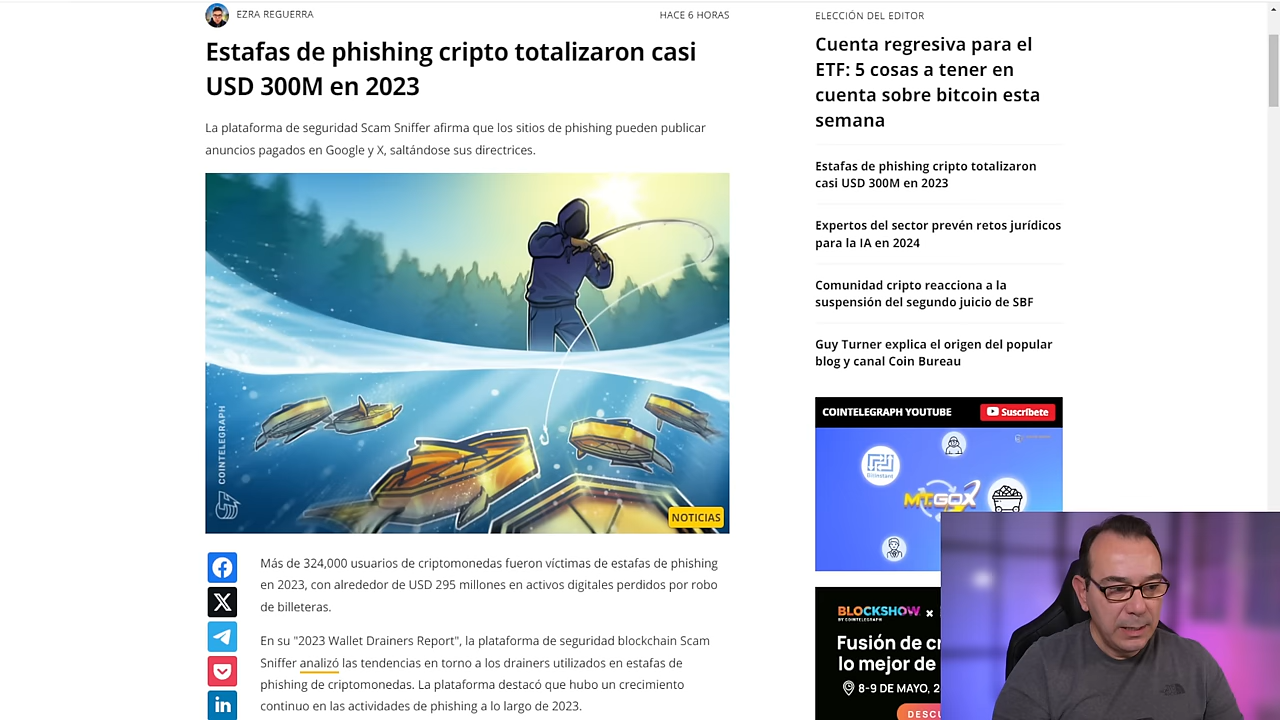 EZRA REGUERRA
HACE 6 HORAS
Estafas de phishing cripto totalizaron casi
USD 300M en 2023
La plataforma de seguridad Scam Sniffer afirma que los sitios de phishing pueden publicar
anuncios pagados en Google y X, saltándose sus directrices.
COINTELEGRAPH
NOTICIAS
Más de 324,000 usuarios de criptomonedas fueron víctimas de estafas de phishing
en 2023, con alrededor de USD 295 millones en activos digitales perdidos por robo
de billeteras.
En su "2023 Wallet Drainers Report", la plataforma de seguridad blockchain Scam
Sniffer analizó las tendencias en torno a los drainers utilizados en estafas de
phishing de criptomonedas. La plataforma destacó que hubo un crecimiento
continuo en las actividades de phishing a lo largo de 2023.
ELECCIÓN DEL EDITOR
Cuenta regresiva para el
ETF: 5 cosas a tener en
cuenta sobre bitcoin esta
semana
Estafas de phishing cripto totalizaron
casi USD 300M en 2023
Expertos del sector prevén retos jurídicos
para la IA en 2024
Comunidad cripto reacciona a la
suspensión del segundo juicio de SBF
Guy Turner explica el origen del popular
blog y canal Coin Bureau
COINTELEGRAPH YOUTUBE
Suscríbete
MT.GOX
BLOCKSHOW ×
BY COINTELEGRAPH
Fusión de cr
lo mejor de
8-9 DE MAYO, 2
DESCU